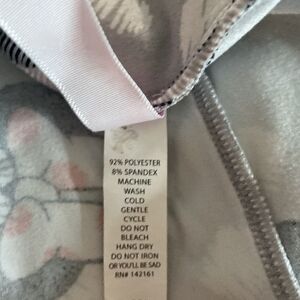 92% POLYESTER
8% SPANDEX
MACHINE
WASH
COLD
GENTLE
CYCLE
DO NOT
BLEACH
HANG DRY
DO NOT IRON
OR YOU'LL BE SAD
RN# 142161